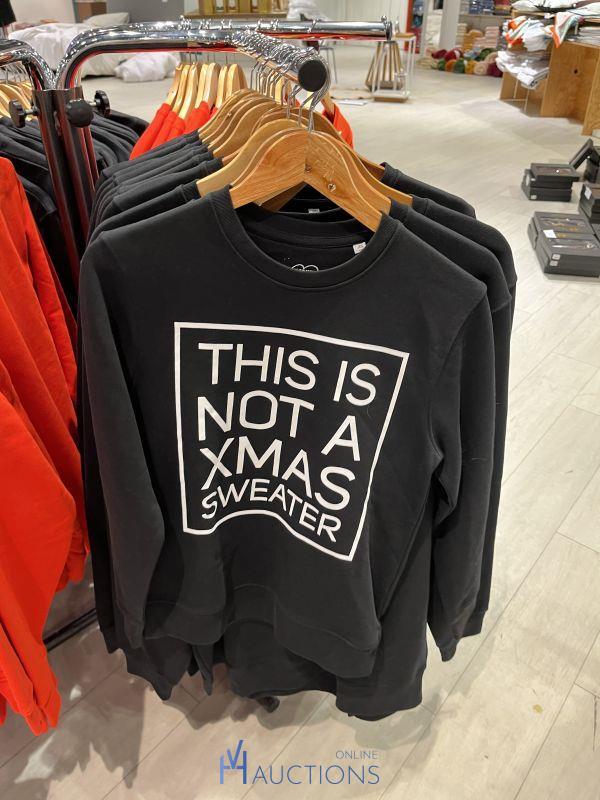 THIS IS
NOT A
XMAS
SWEATER
ONLINE
AUCTIONS